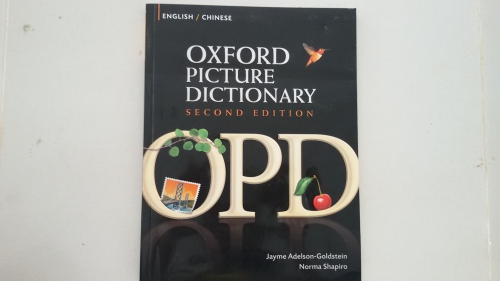 ENGLISH / CHINESE
OXFORD
PICTURE
DICTIONARY
SECOND EDITION
OPD
Jayme Adelson-Goldstein
Norma Shapiro